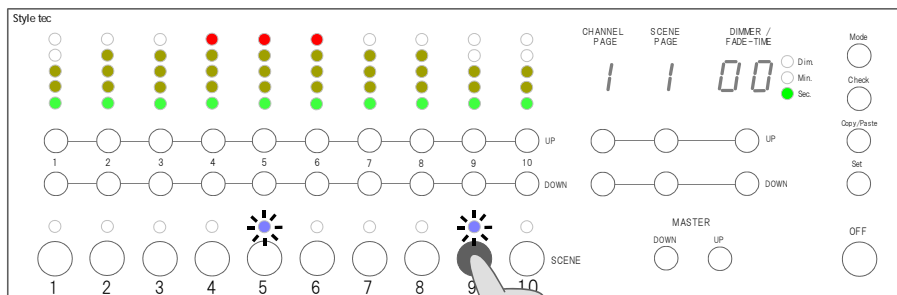 Style tec
CHANNEL PAGE
SCENE PAGE
DIMMER / FADE-TIME
Mode
1 1 00
Dim.
Min.
Sec.
Check
Copy/Paste
UP
UP
1 2 3 4 5 6 7 8 9 10
Set
DOWN
DOWN
MASTER
DOWN UP
OFF
SCENE
1 2 3 4 5 6 7 8 9 10